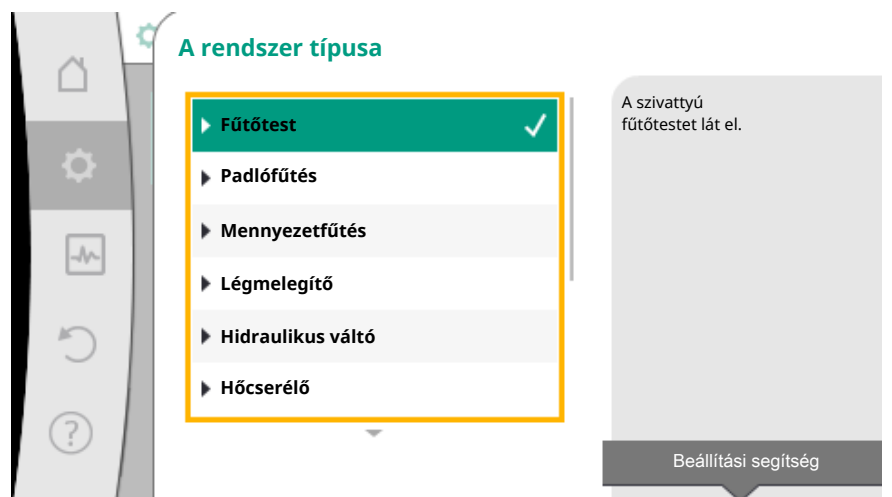 A rendszer típusa
Fűtőtest
Padlófűtés
Mennyezetfűtés
Légmelegítő
Hidraulikus váltó
Hőcserélő
A szivattyú
fűtőtestet lát el.
Beállítási segítség
?